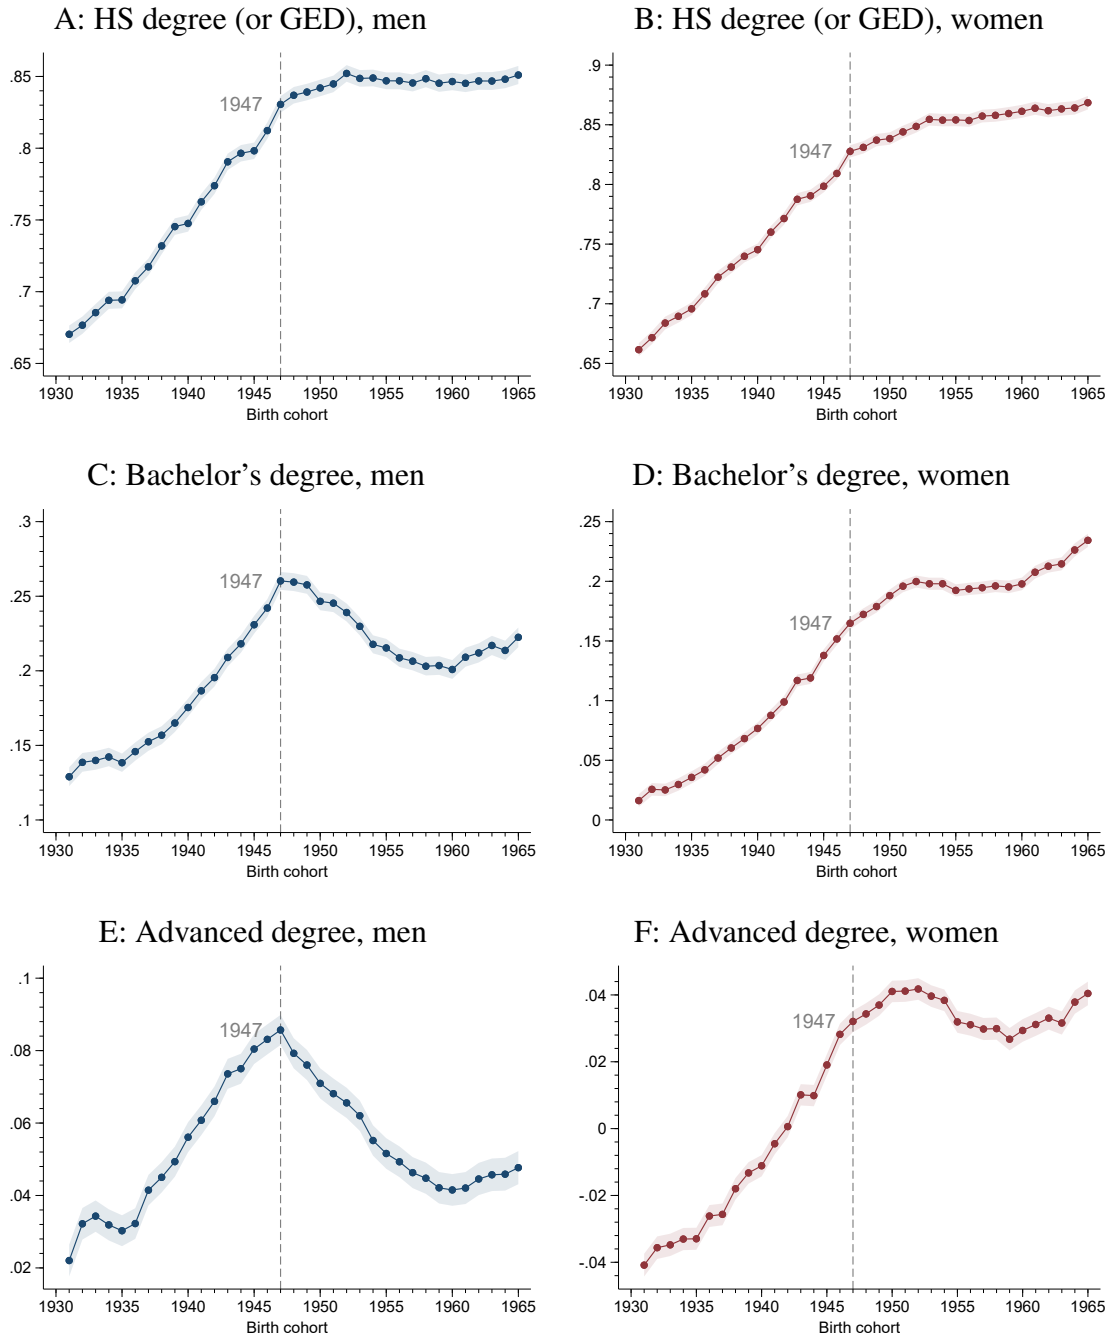 A: HS degree (or GED), men
.85
.8
.75
.7
.65
1947
1930 1935 1940 1945 1950 1955 1960 1965
Birth cohort
B: HS degree (or GED), women
.9
.85
.8
.75
.7
.65
1947
1930 1935 1940 1945 1950 1955 1960 1965
Birth cohort
C: Bachelor’s degree, men
.3
.25
.2
.15
.1
1947
1930 1935 1940 1945 1950 1955 1960 1965
Birth cohort
D: Bachelor’s degree, women
.25
.2
.15
.1
.05
0
1947
1930 1935 1940 1945 1950 1955 1960 1965
Birth cohort
E: Advanced degree, men
.1
.08
.06
.04
.02
1947
1930 1935 1940 1945 1950 1955 1960 1965
Birth cohort
F: Advanced degree, women
.04
.02
0
-.02
-.04
1947
1930 1935 1940 1945 1950 1955 1960 1965
Birth cohort